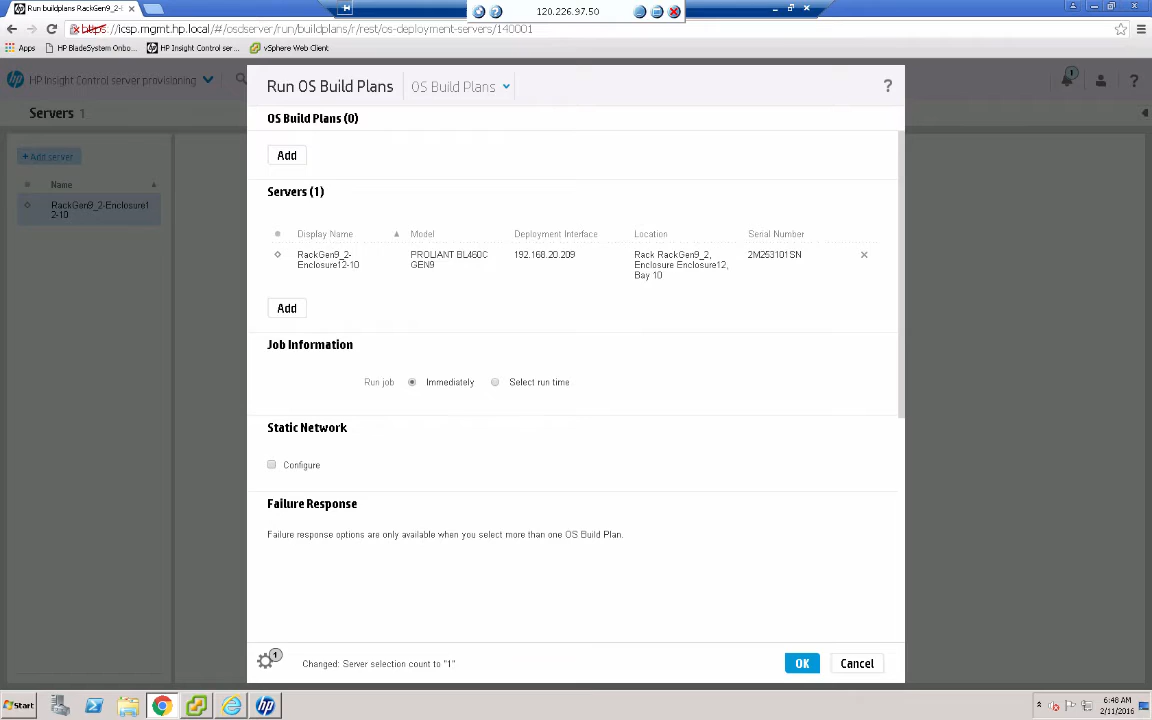 Run buildplans RackGen9_2-l
120.226.97.50
https://icsp.mgmt.hp.local/#/osdserver/run/buildplans/r/rest/os-deployment-servers/140001
Apps
HP BladeSystem Onbo...
HP Insight Control ser...
vSphere Web Client
HP Insight Control server provisioning
1
?
Servers 1
+ Add server
Name
RackGen9_2-Enclosure1
2-10
Run OS Build Plans
OS Build Plans
?
OS Build Plans (0)
Add
Servers (1)
Display Name
Model
Deployment Interface
Location
Serial Number
RackGen9_2-
Enclosure12-10
PROLIANT BL460C
GEN9
192.168.20.209
Rack RackGen9_2,
Enclosure Enclosure12,
Bay 10
2M253101SN
Add
Job Information
Run job
Immediately
Select run time
Static Network
Configure
Failure Response
Failure response options are only available when you select more than one OS Build Plan.
1
Changed: Server selection count to "1"
OK
Cancel
Start
6:48 AM
2/11/2016